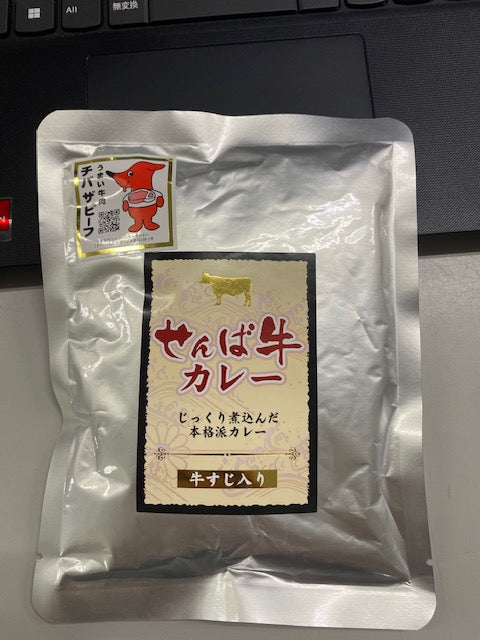 Alt
無変換
うまい牛肉
チバザビーフ
せんば牛
カレー
じっくり煮込んだ
本格派カレー
牛すじ入り